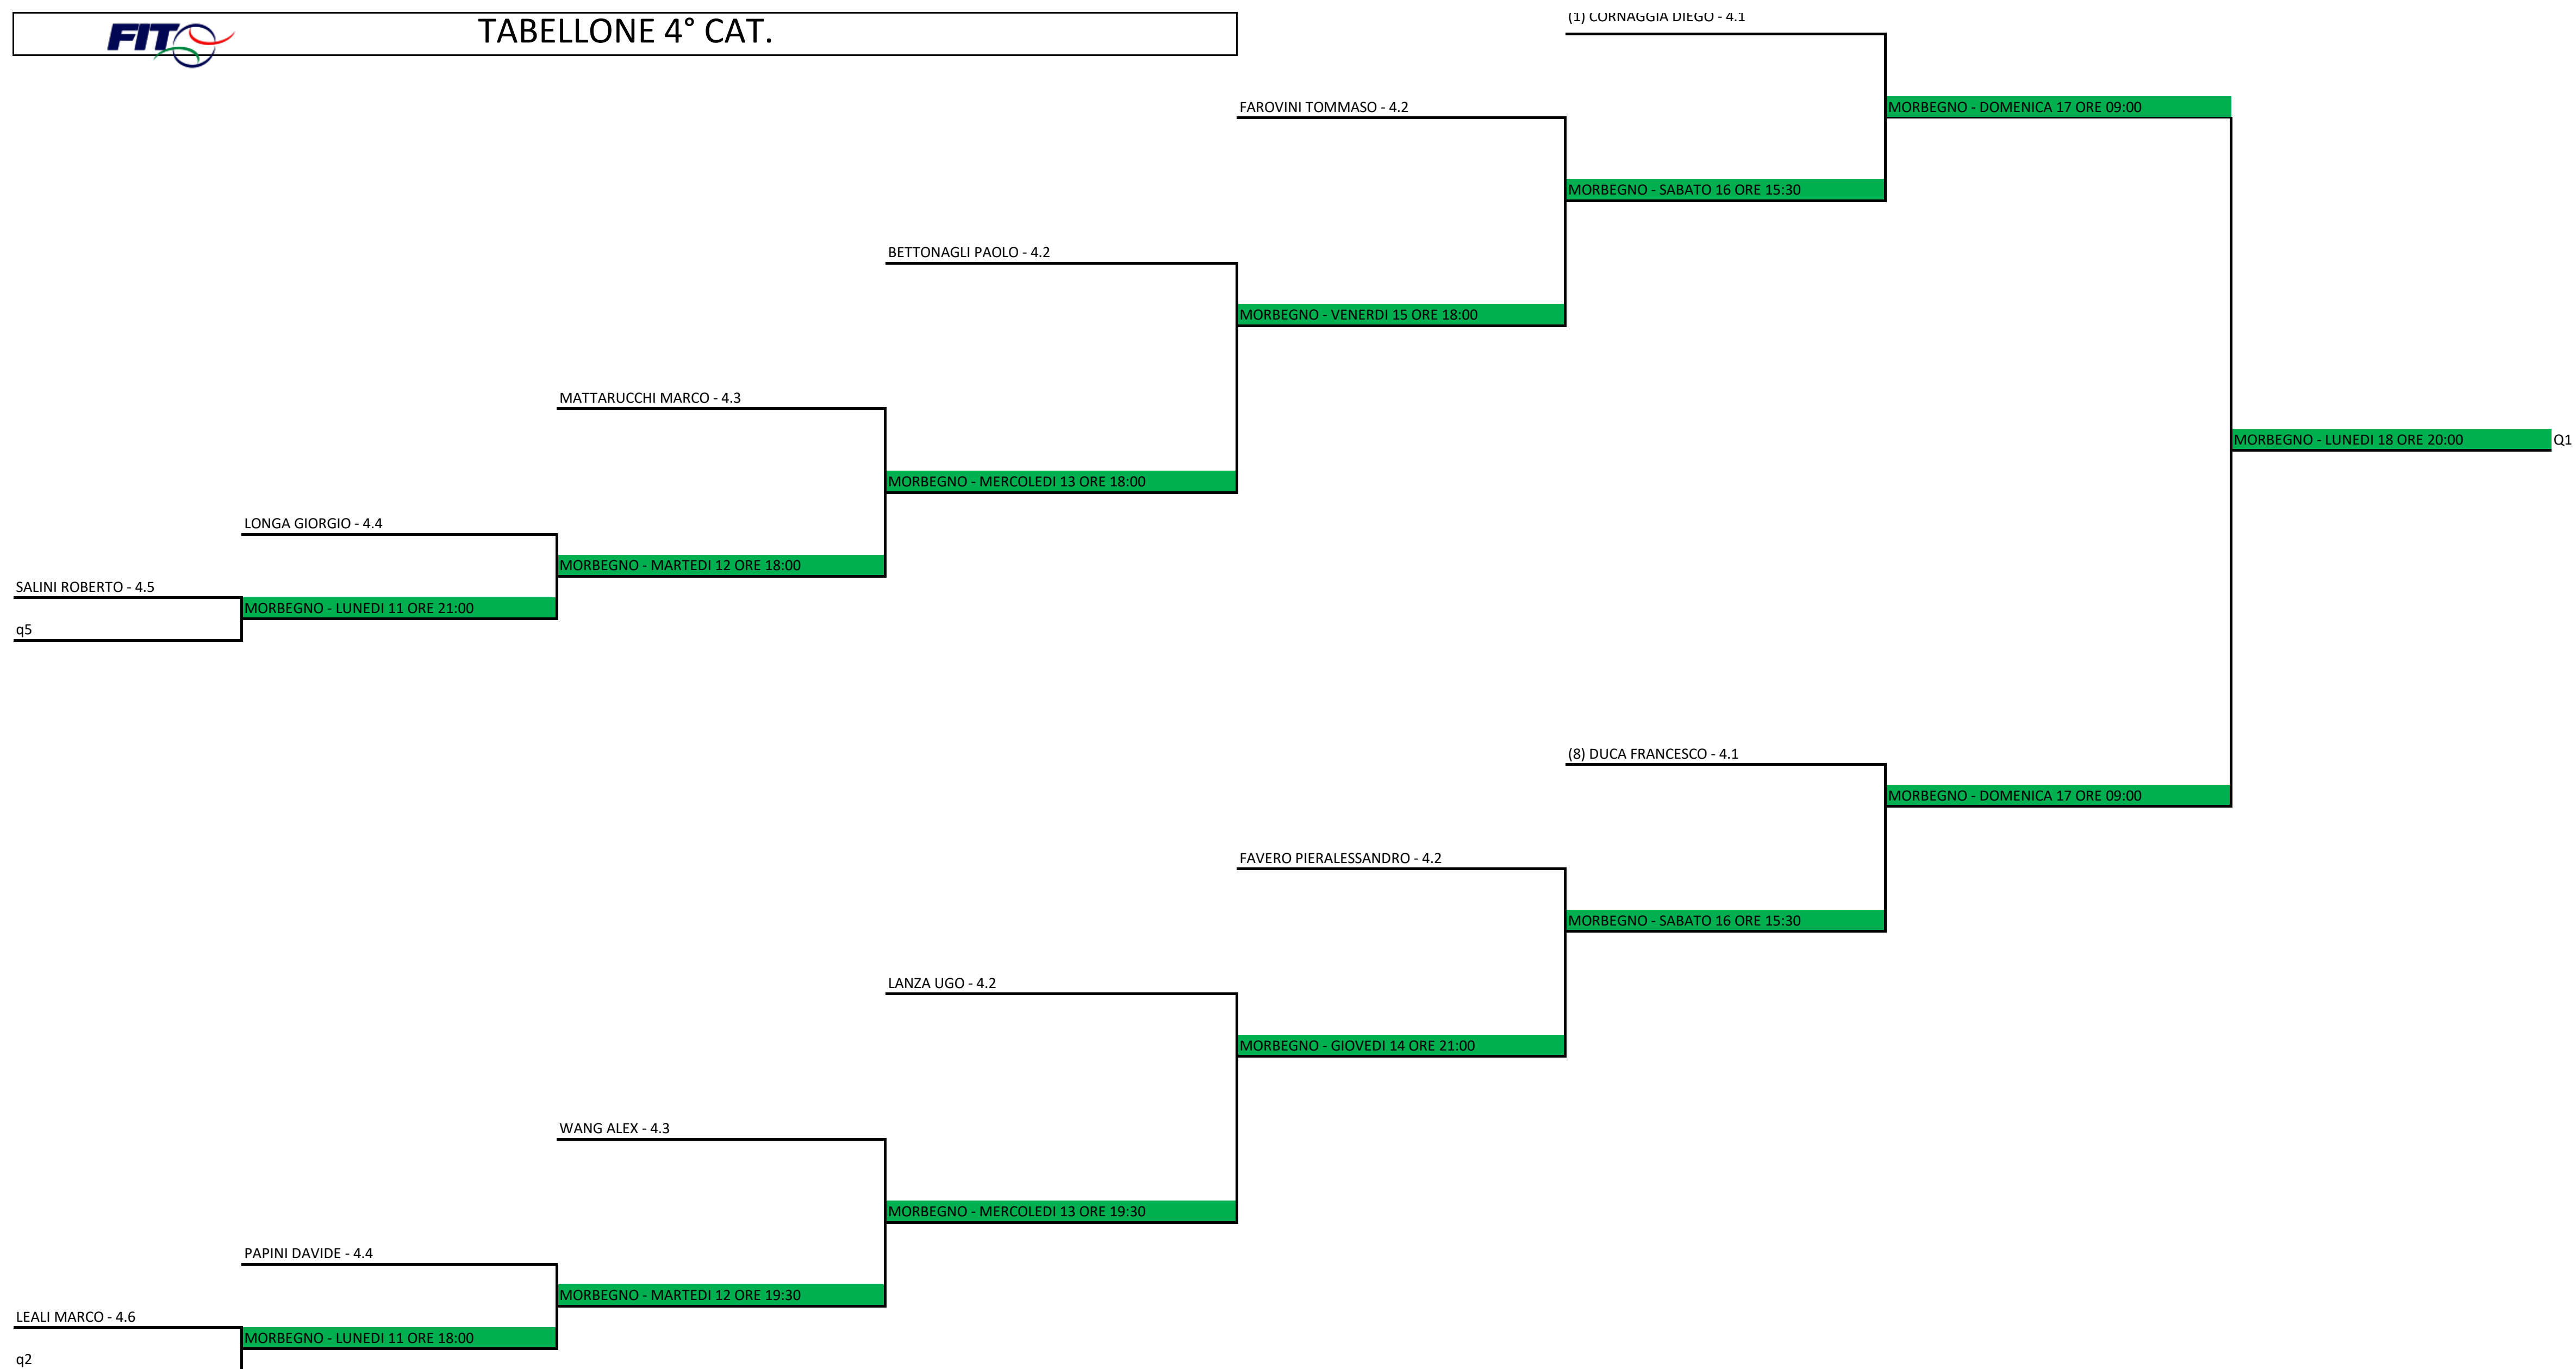 FIT
TABELLONE 4° CAT.
(1) CORNAGGIA DIEGO - 4.1
FAROVINI TOMMASO - 4.2
MORBEGNO - DOMENICA 17 ORE 09:00
MORBEGNO - SABATO 16 ORE 15:30
BETTONAGLI PAOLO - 4.2
MORBEGNO - VENERDI 15 ORE 18:00
MATTARUCCHI MARCO - 4.3
MORBEGNO - LUNEDI 18 ORE 20:00
Q1
MORBEGNO - MERCOLEDI 13 ORE 18:00
LONGA GIORGIO - 4.4
MORBEGNO - MARTEDI 12 ORE 18:00
SALINI ROBERTO - 4.5
MORBEGNO - LUNEDI 11 ORE 21:00
q5
(8) DUCA FRANCESCO - 4.1
MORBEGNO - DOMENICA 17 ORE 09:00
FAVERO PIERALESSANDRO - 4.2
MORBEGNO - SABATO 16 ORE 15:30
LANZA UGO - 4.2
MORBEGNO - GIOVEDI 14 ORE 21:00
WANG ALEX - 4.3
MORBEGNO - MERCOLEDI 13 ORE 19:30
PAPINI DAVIDE - 4.4
MORBEGNO - MARTEDI 12 ORE 19:30
LEALI MARCO - 4.6
MORBEGNO - LUNEDI 11 ORE 18:00
q2